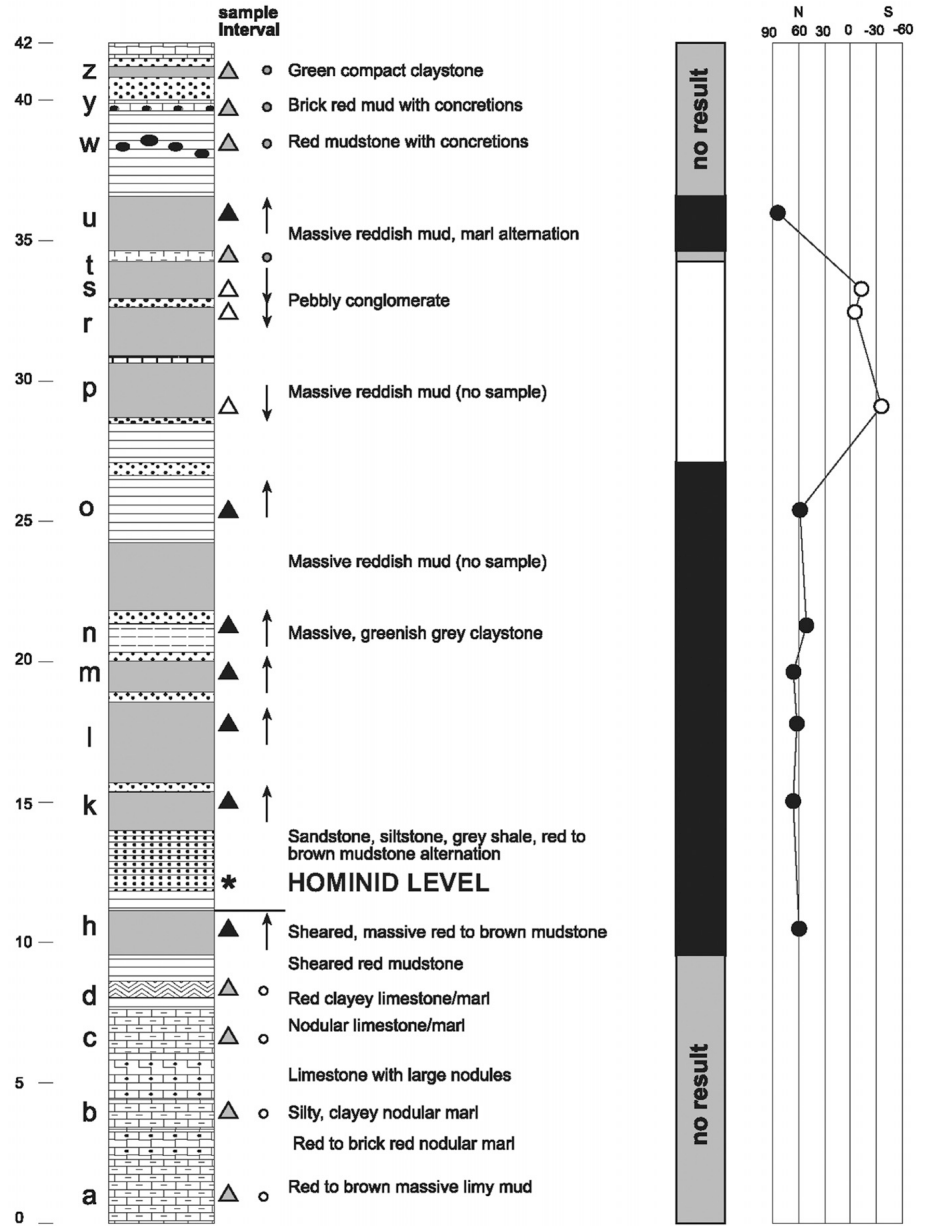 sample
Interval
N S
90 60 30 0 -30 -60
42
z Green compact claystone
40
y Brick red mud with concretions
w Red mudstone with concretions
no result
u
35
Massive reddish mud, marl alternation
t
s
Pebbly conglomerate
r
30
p Massive reddish mud (no sample)
o
25
Massive reddish mud (no sample)
n Massive, greenish grey claystone
20
m
l
15
k
Sandstone, siltstone, grey shale, red to
brown mudstone alternation
* HOMINID LEVEL
h Sheared, massive red to brown mudstone
10
Sheared red mudstone
d Red clayey limestone/marl
Nodular limestone/marl
c
Limestone with large nodules
5
no result
b Silty, clayey nodular marl
Red to brick red nodular marl
a Red to brown massive limy mud
0